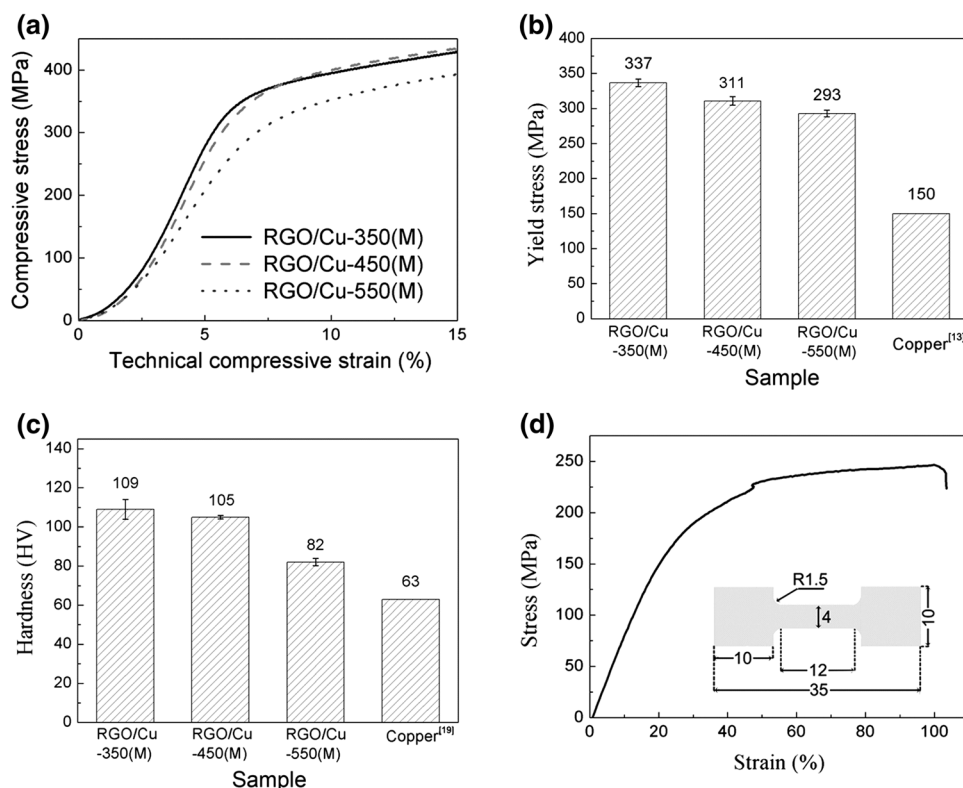 (a)
Compressive stress (MPa)
400
300
200
100
0
RGO/Cu-350(M)
RGO/Cu-450(M)
RGO/Cu-550(M)
0 5 10 15
Technical compressive strain (%)
(b)
Yield stress (MPa)
400
350
300
250
200
150
100
50
0
337
311
293
150
RGO/Cu -350(M)
RGO/Cu -450(M)
RGO/Cu -550(M)
Copper[13]
Sample
(c)
Hardness (HV)
140
120
100
80
60
40
20
0
109
105
82
63
RGO/Cu -350(M)
RGO/Cu -450(M)
RGO/Cu -550(M)
Copper[19]
Sample
(d)
Stress (MPa)
250
200
150
100
50
0
R1.5
4
10
10
12
35
0 20 40 60 80 100
Strain (%)